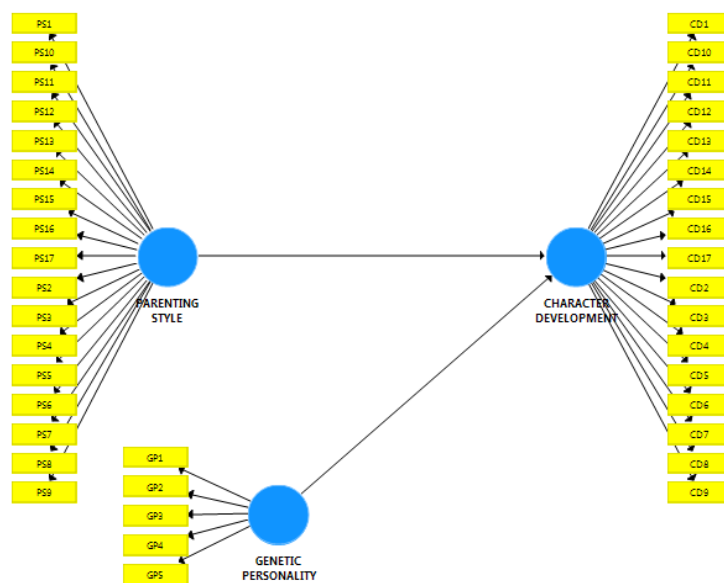 PS1
PS10
PS11
PS12
PS13
PS14
PS15
PS16
PS17
PS2
PS3
PS4
PS5
PS6
PS7
PS8
PS9
PARENTING
STYLE
GP1
GP2
GP3
GP4
GP5
GENETIC
PERSONALITY
CHARACTER
DEVELOPMENT
CD1
CD10
CD11
CD12
CD13
CD14
CD15
CD16
CD17
CD2
CD3
CD4
CD5
CD6
CD7
CD8
CD9